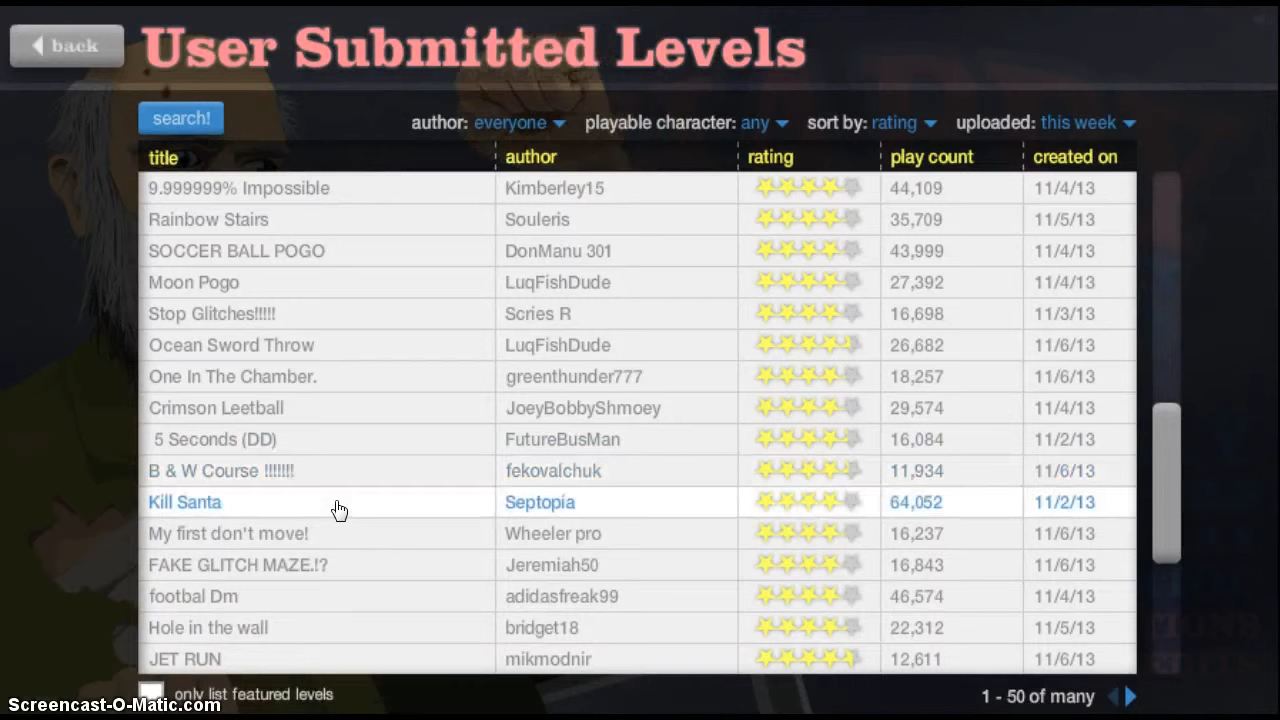 back
User Submitted Levels
search! author: everyone playable character: any sort by: rating uploaded: this week
title author rating play count created on
9.999999% Impossible Kimberley15 44,109 11/4/13
Rainbow Stairs Souleris 35,709 11/5/13
SOCCER BALL POGO DonManu 301 43,999 11/4/13
Moon Pogo LuqFishDude 27,392 11/4/13
Stop Glitches!!!!! Scries R 16,698 11/3/13
Ocean Sword Throw LuqFishDude 26,682 11/6/13
One In The Chamber. greenthunder777 18,257 11/6/13
Crimson Leetball JoeyBobbyShmoey 29,574 11/4/13
5 Seconds (DD) FutureBusMan 16,084 11/2/13
B & W Course !!!!!!! fekovalchuk 11,934 11/6/13
Kill Santa Septopia 64,052 11/2/13
My first don't move! Wheeler pro 16,237 11/6/13
FAKE GLITCH MAZE.!? Jeremiah50 16,843 11/6/13
footbal Dm adidasfreak99 46,574 11/4/13
Hole in the wall bridget18 22,312 11/5/13
JET RUN mikmodnir 12,611 11/6/13
only list featured levels 1 - 50 of many
Screencast-O-Matic.com